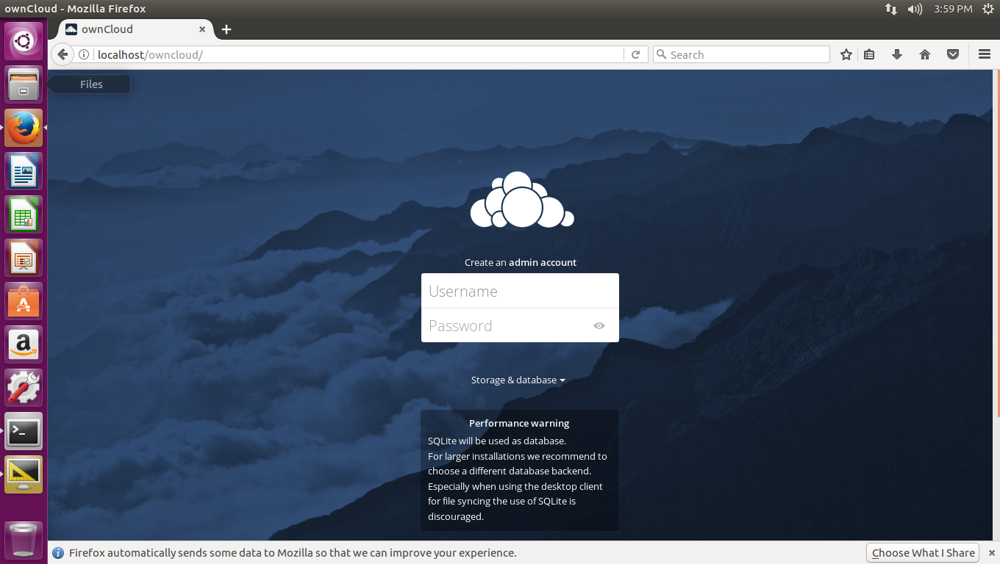 ownCloud - Mozilla Firefox
3:59 PM
ownCloud
localhost/owncloud/
Search
Files
Create an admin account
Username
Password
Storage & database
Performance warning
SQLite will be used as database.
For larger installations we recommend to
choose a different database backend.
Especially when using the desktop client
for file syncing the use of SQLite is
discouraged.
Firefox automatically sends some data to Mozilla so that we can improve your experience.
Choose What I Share